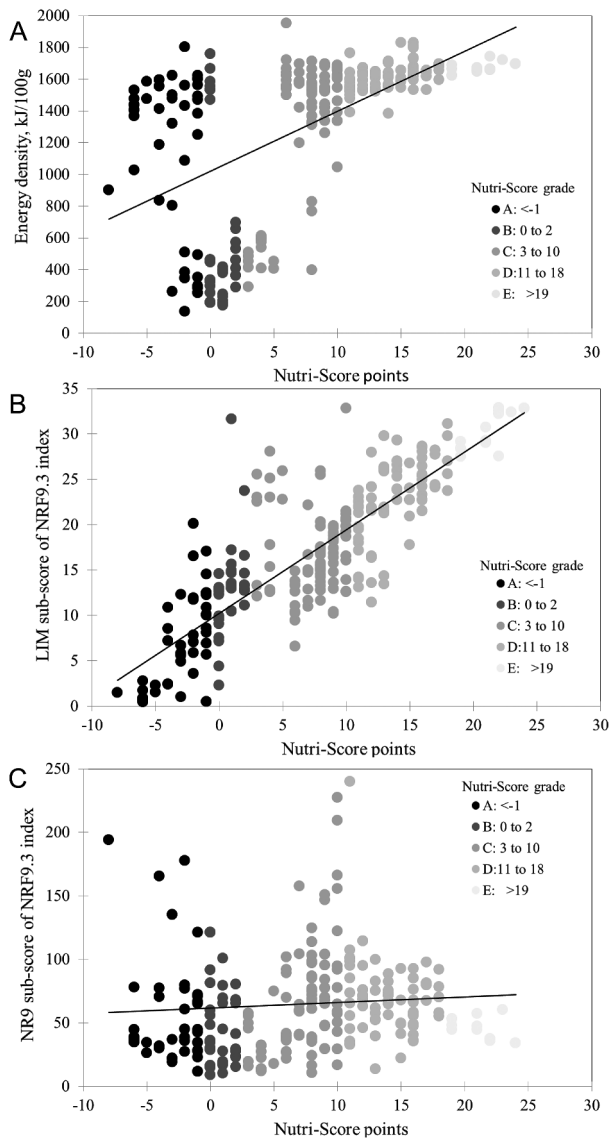 A
2000
1800
1600
1400
1200
1000
800
600
400
200
0
Energy density, kJ/100g
Nutri-Score grade
A: <-1
B: 0 to 2
C: 3 to 10
D:11 to 18
E: >19
-10 -5 0 5 10 15 20 25 30
Nutri-Score points
B
35
30
25
20
15
10
5
0
LIM sub-score of NRF9.3 index
Nutri-Score grade
A: <-1
B: 0 to 2
C: 3 to 10
D:11 to 18
E: >19
-10 -5 0 5 10 15 20 25 30
Nutri-Score points
C
250
200
150
100
50
0
NR9 sub-score of NRF9.3 index
Nutri-Score grade
A: <-1
B: 0 to 2
C: 3 to 10
D:11 to 18
E: >19
-10 -5 0 5 10 15 20 25 30
Nutri-Score points